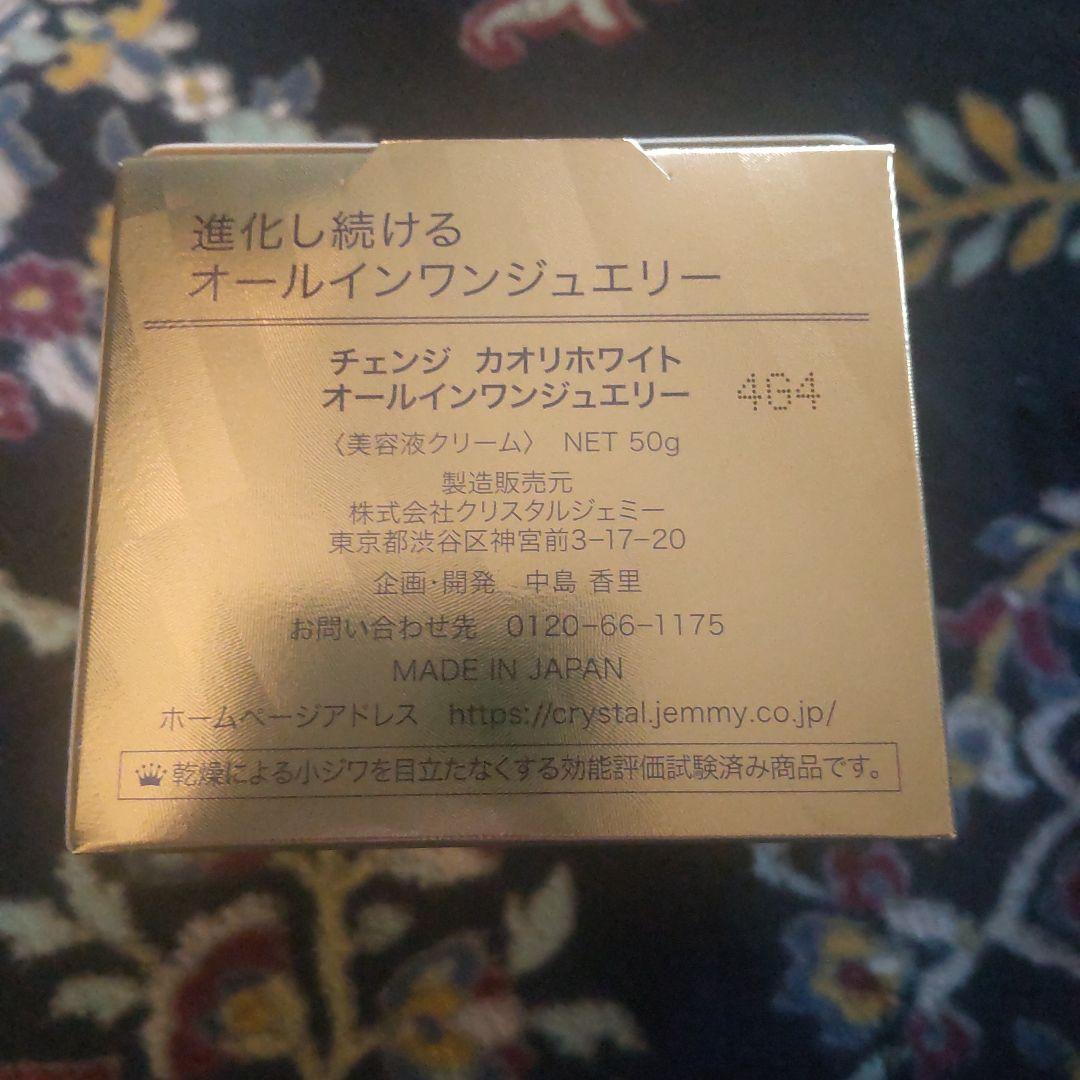 進化し続ける
オールインワンジュエリー
チェンジ カオリホワイト
オールインワンジュエリー
4G4
〈美容液クリーム〉 NET 50g
製造販売元
株式会社クリスタルジェミー
東京都渋谷区神宮前3-17-20
企画・開発 中島 香里
お問い合わせ先 0120-66-1175
MADE IN JAPAN
ホームページアドレス https://crystal.jemmy.co.jp/
乾燥による小ジワを目立たなくする効能評価試験済み商品です。